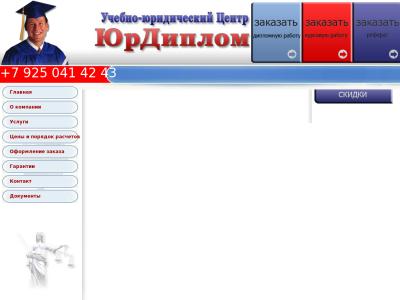 Учебно-юридический Центр
ЮрДиплом
заказать
дипломную работу
заказать
курсовую работу
заказать
реферат
+7 925 041 42 43
Главная
О компании
Услуги
Цены и порядок расчетов
Оформление заказа
Гарантии
Контакт
Документы
СКИДКИ